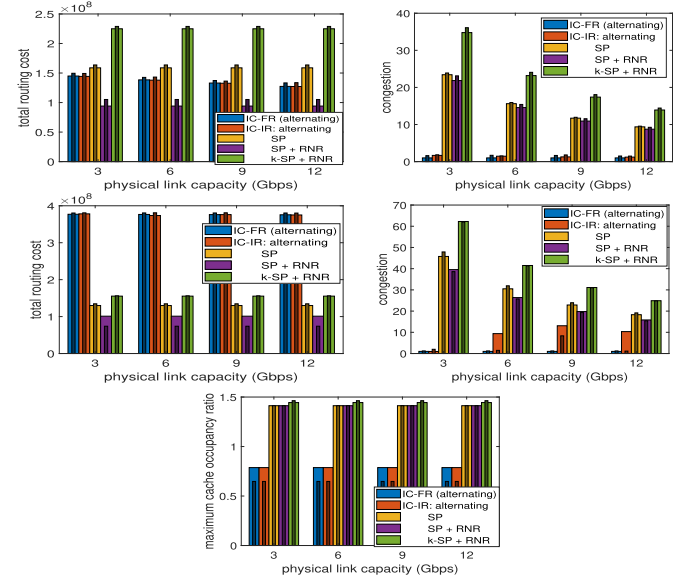 ×10^8
2.5
2
1.5
1
0.5
0
total routing cost
3 6 9 12
physical link capacity (Gbps)
IC-FR (alternating)
IC-IR: alternating)
SP
SP + RNR
k-SP + RNR
40
30
20
10
0
congestion
3 6 9 12
physical link capacity (Gbps)
IC-FR (alternating)
IC-IR: alternating)
SP
SP + RNR
k-SP + RNR
×10^8
4
3
2
1
0
total routing cost
3 6 9 12
physical link capacity (Gbps)
IC-FR (alternating)
IC-IR: alternating)
SP
SP + RNR
k-SP + RNR
70
60
50
40
30
20
10
0
congestion
3 6 9 12
physical link capacity (Gbps)
IC-FR (alternating)
IC-IR: alternating)
SP
SP + RNR
k-SP + RNR
1.5
1
0.5
0
maximum cache occupancy ratio
3 6 9 12
physical link capacity (Gbps)
IC-FR (alternating)
IC-IR: alternating)
SP
SP + RNR
k-SP + RNR